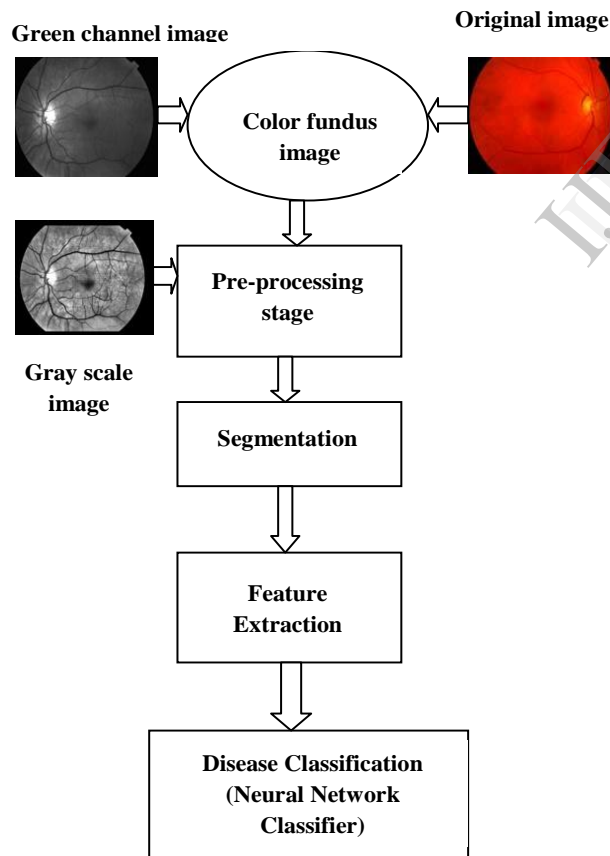 Green channel image
Original image
Color fundus
image
Pre-processing
stage
Gray scale
image
Segmentation
Feature
Extraction
Disease Classification
(Neural Network
Classifier)